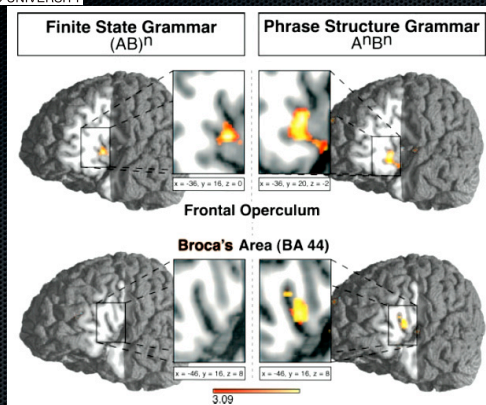 UNIVERSITY
Finite State Grammar
(AB)ⁿ
Phrase Structure Grammar
AⁿBⁿ
x = -36, y = 16, z = 0
x = -36, y = 20, z = -2
Frontal Operculum
Broca's Area (BA 44)
x = -46, y = 16, z = 8
x = -46, y = 16, z = 8
3.09